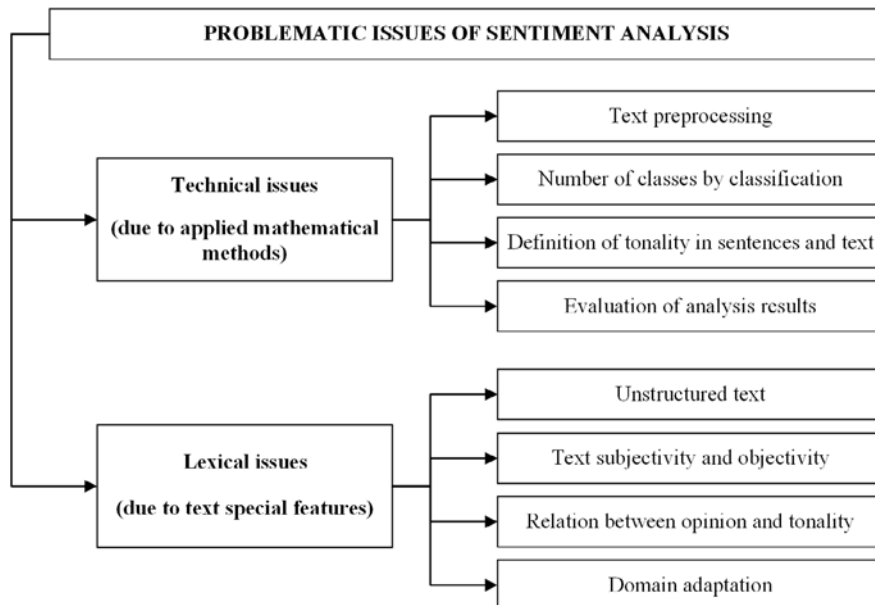 PROBLEMATIC ISSUES OF SENTIMENT ANALYSIS
Technical issues
(due to applied mathematical
methods)
Text preprocessing
Number of classes by classification
Definition of tonality in sentences and text
Evaluation of analysis results
Lexical issues
(due to text special features)
Unstructured text
Text subjectivity and objectivity
Relation between opinion and tonality
Domain adaptation